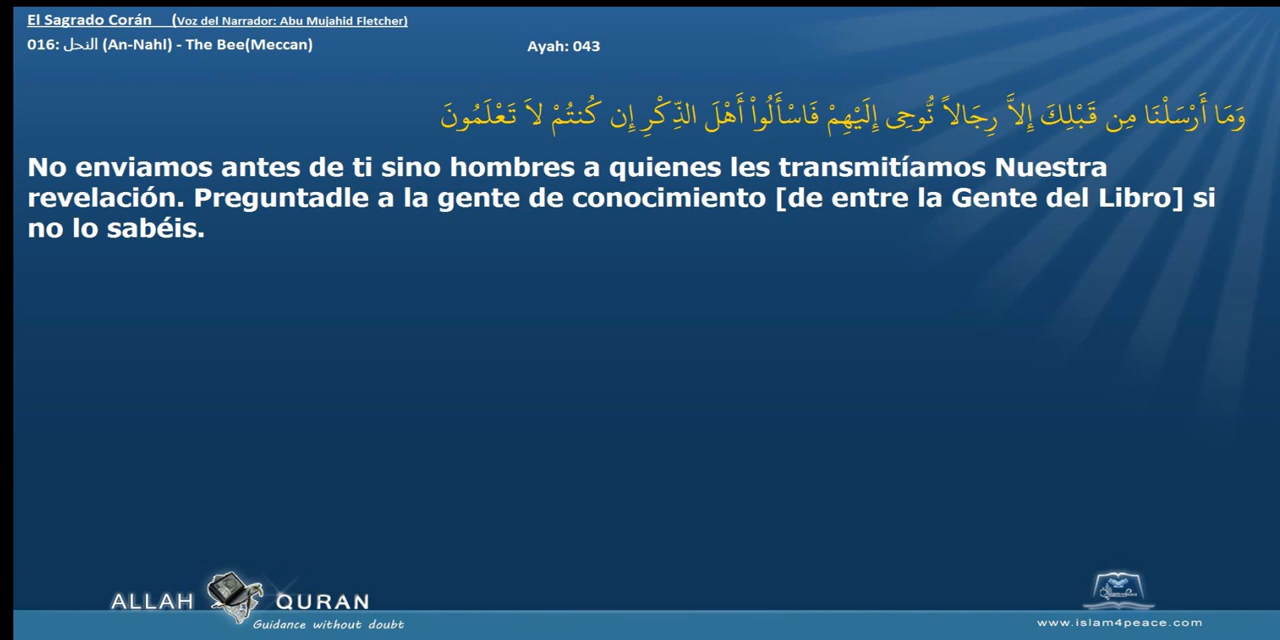 El Sagrado Corán (Voz del Narrador: Abu Mujahid Fletcher)
016: النحل (An-Nahl) - The Bee(Meccan) Ayah: 043
وَمَا أَرْسَلْنَا مِن قَبْلِكَ إِلاَّ رِجَالاً نُّوحِى إِلَيْهِمْ فَاسْأَلُواْ أَهْلَ الذِّكْرِ إِن كُنتُمْ لاَ تَعْلَمُونَ
No enviamos antes de ti sino hombres a quienes les transmitíamos Nuestra
revelación. Preguntadle a la gente de conocimiento [de entre la Gente del Libro] si
no lo sabéis.
ALLAH QURAN
Guidance without doubt
www.islam4peace.com